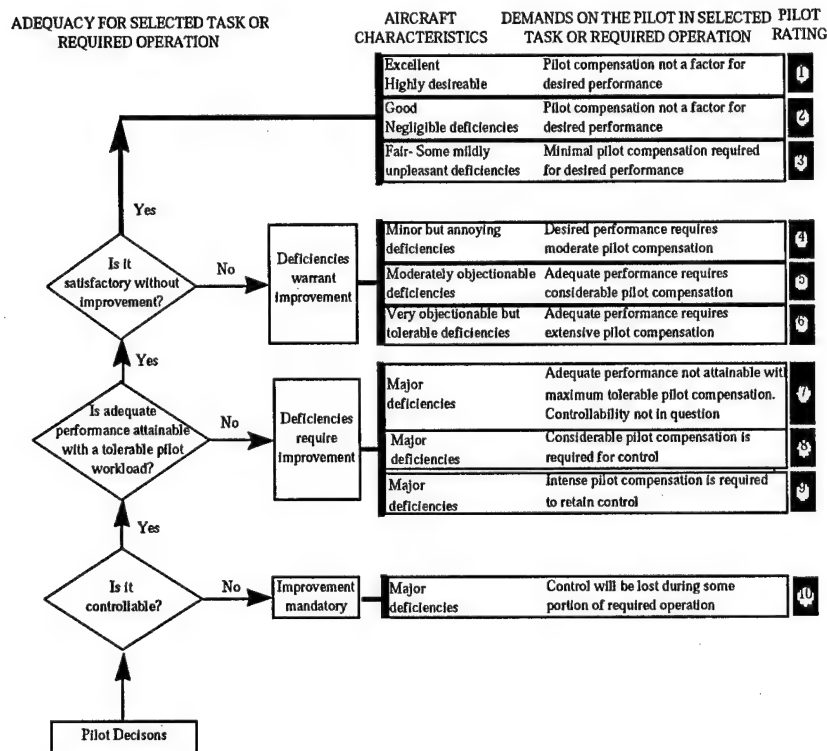 ADEQUACY FOR SELECTED TASK OR
REQUIRED OPERATION
AIRCRAFT
CHARACTERISTICS
DEMANDS ON THE PILOT IN SELECTED
TASK OR REQUIRED OPERATION
PILOT
RATING
Excellent
Highly desireable
Pilot compensation not a factor for
desired performance
1
Good
Negligible deficiencies
Pilot compensation not a factor for
desired performance
2
Fair- Some mildly
unpleasant deficiencies
Minimal pilot compensation required
for desired performance
3
Yes
Is it
satisfactory without
improvement?
No
Deficiencies
warrant
improvement
Minor but annoying
deficiencies
Desired performance requires
moderate pilot compensation
4
Moderately objectionable
deficiencies
Adequate performance requires
considerable pilot compensation
5
Very objectionable but
tolerable deficiencies
Adequate performance requires
extensive pilot compensation
6
Yes
Is adequate
performance attainable
with a tolerable pilot
workload?
No
Deficiencies
require
improvement
Major
deficiencies
Adequate performance not attainable with
maximum tolerable pilot compensation.
Controllability not in question
7
Major
deficiencies
Considerable pilot compensation is
required for control
8
Major
deficiencies
Intense pilot compensation is required
to retain control
9
Yes
Is it
controllable?
No
Improvement
mandatory
Major
deficiencies
Control will be lost during some
portion of required operation
10
Pilot Decisons